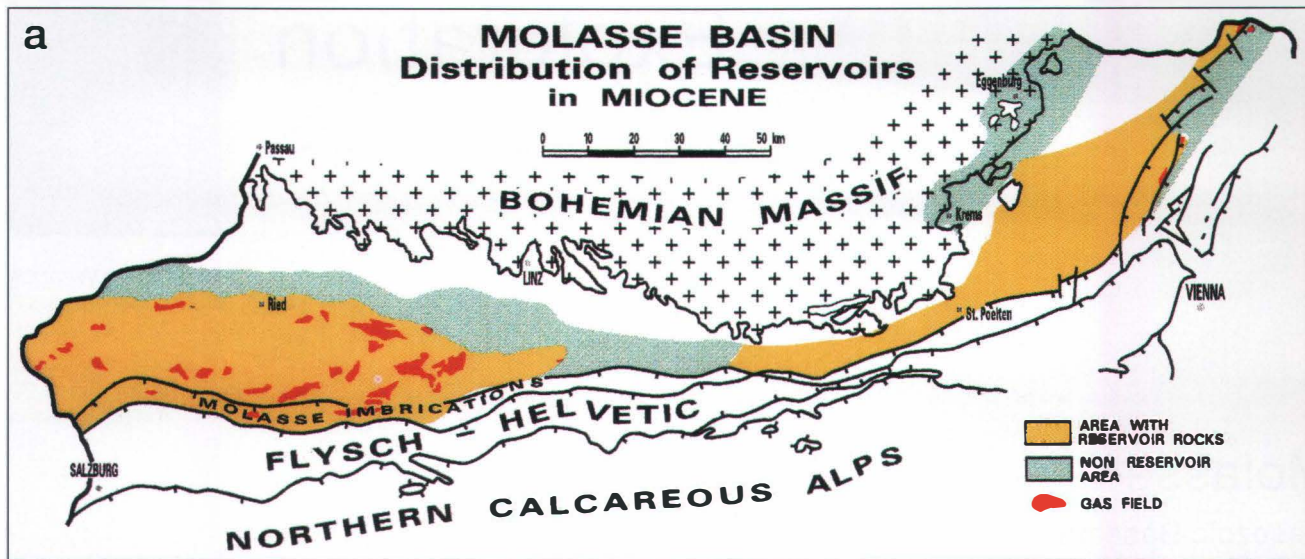 a
MOLASSE BASIN
Distribution of Reservoirs
in MIOCENE
0 10 20 30 40 50 km
Eggenburg
Passau
BOHEMIAN MASSIF
Krems
LINZ
Ried
VIENNA
St. Poelten
MOLASSE IMBRICATIONS
FLYSCH - HELVETIC
SALZBURG
NORTHERN CALCAREOUS ALPS
AREA WITH
RESERVOIR ROCKS
NON RESERVOIR
AREA
GAS FIELD